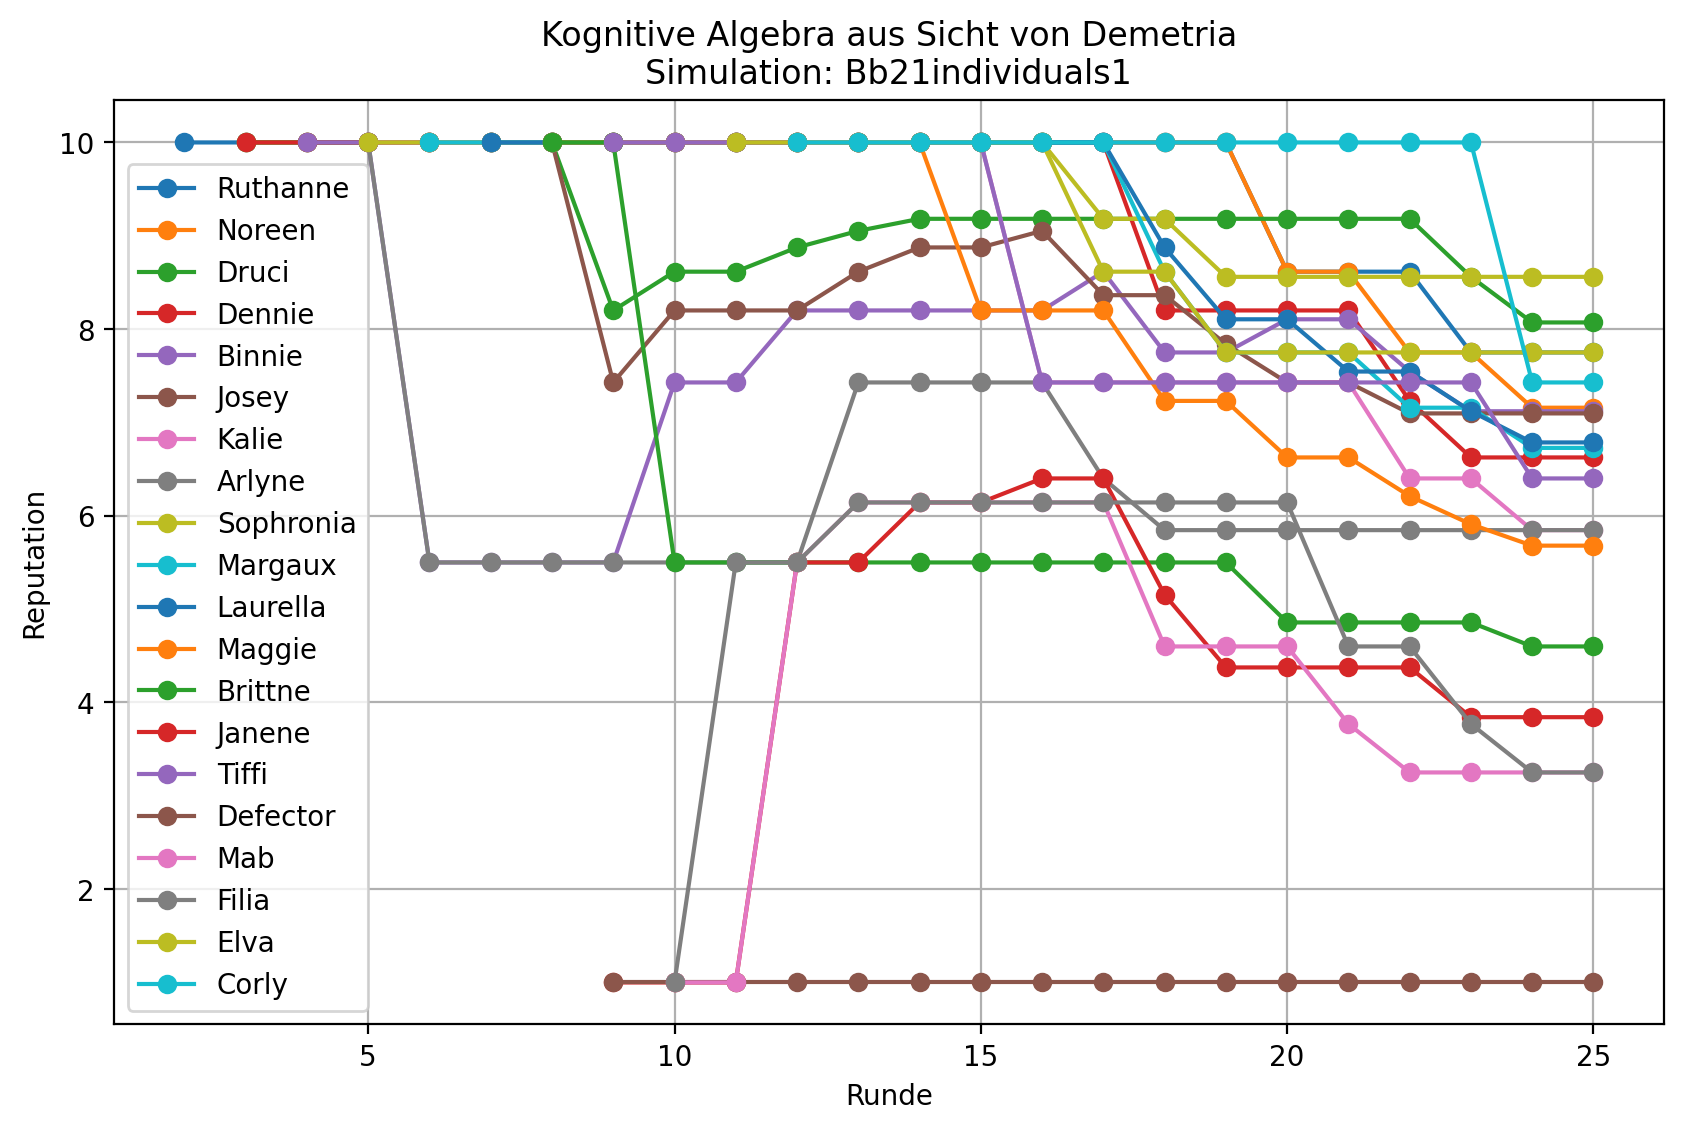 Kognitive Algebra aus Sicht von Demetria
Simulation: Bb21individuals1
Reputation
10
8
6
4
2
Ruthanne
Noreen
Druci
Dennie
Binnie
Josey
Kalie
Arlyne
Sophronia
Margaux
Laurella
Maggie
Brittne
Janene
Tiffi
Defector
Mab
Filia
Elva
Corly
5
10
15
20
25
Runde